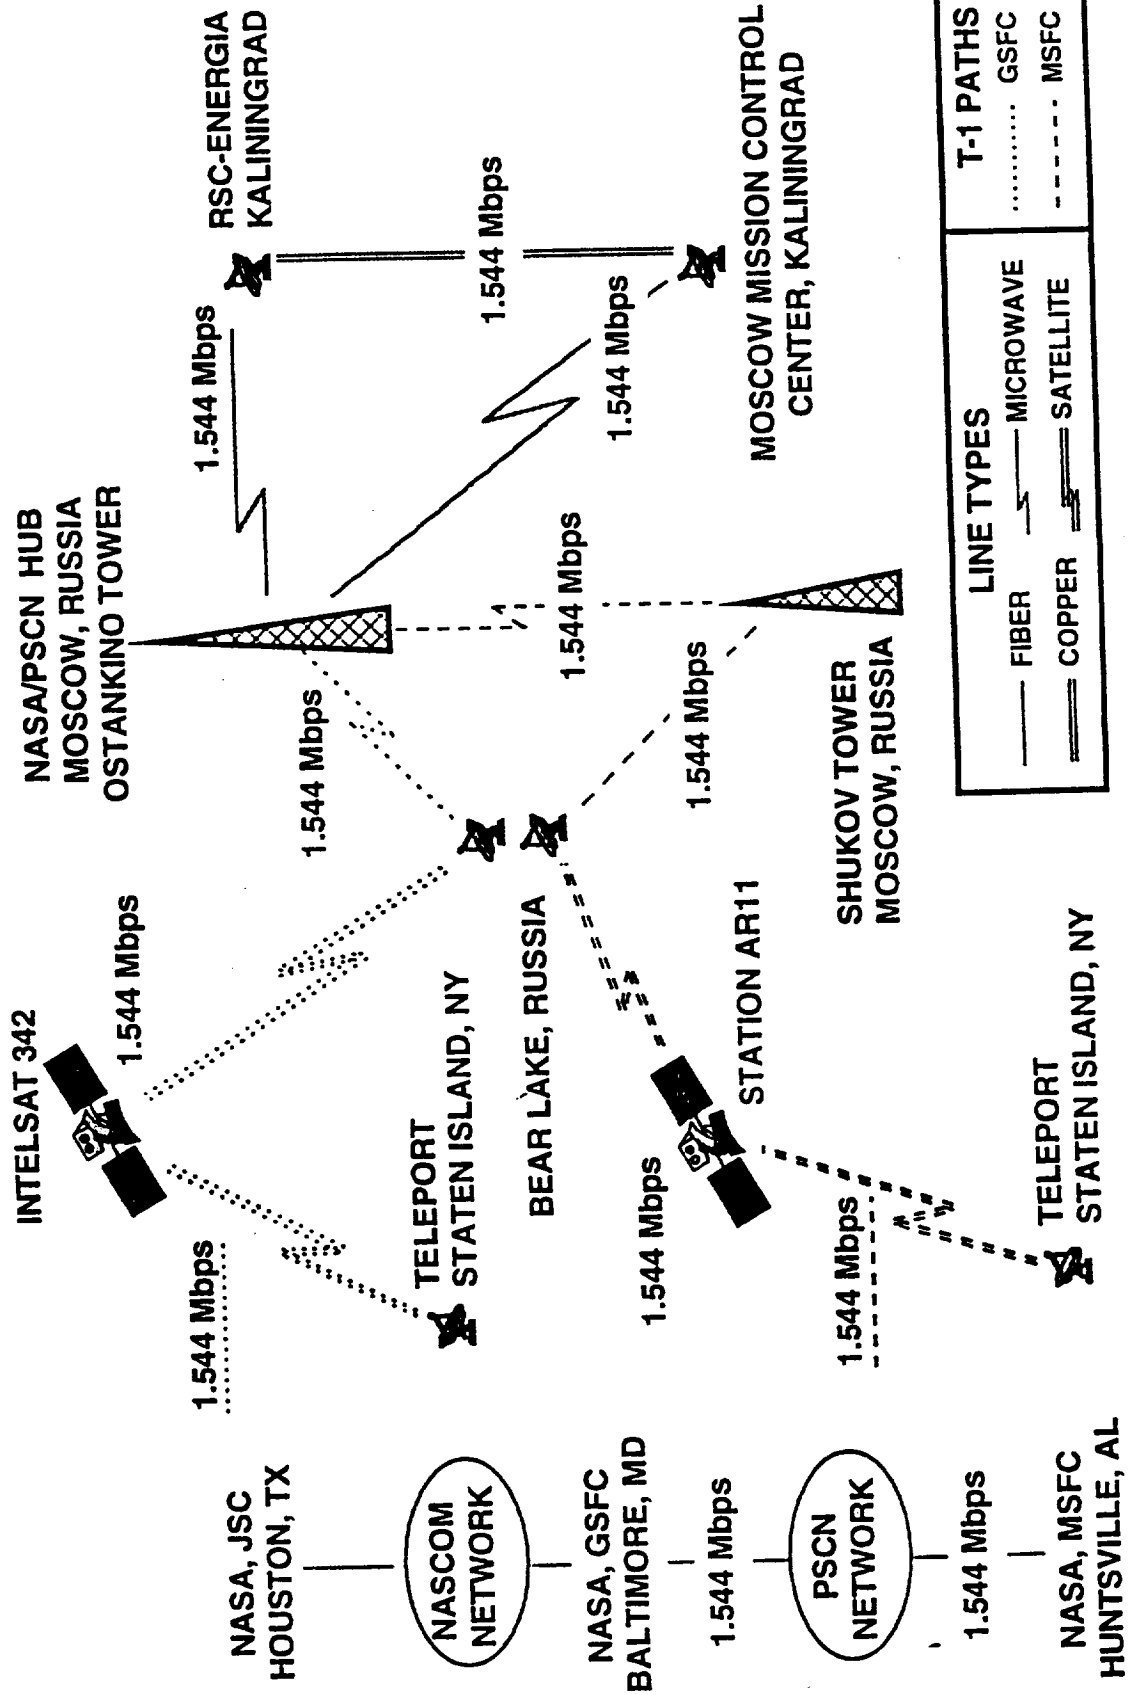 NASA, JSC
HOUSTON, TX
NASCOM
NETWORK
NASA, GSFC
BALTIMORE, MD
1.544 Mbps
PSCN
NETWORK
1.544 Mbps
NASA, MSFC
HUNTSVILLE, AL
INTELSAT 342
1.544 Mbps
1.544 Mbps
TELEPORT
STATEN ISLAND, NY
BEAR LAKE, RUSSIA
1.544 Mbps
STATION AR11
1.544 Mbps
TELEPORT
STATEN ISLAND, NY
NASA/PSCN HUB
MOSCOW, RUSSIA
OSTANKINO TOWER
1.544 Mbps
1.544 Mbps
1.544 Mbps
SHUKOV TOWER
MOSCOW, RUSSIA
RSC-ENERGIA
KALININGRAD
1.544 Mbps
1.544 Mbps
1.544 Mbps
MOSCOW MISSION CONTROL
CENTER, KALININGRAD
LINE TYPES
FIBER
MICROWAVE
COPPER
SATELLITE
T-1 PATHS
GSFC
MSFC